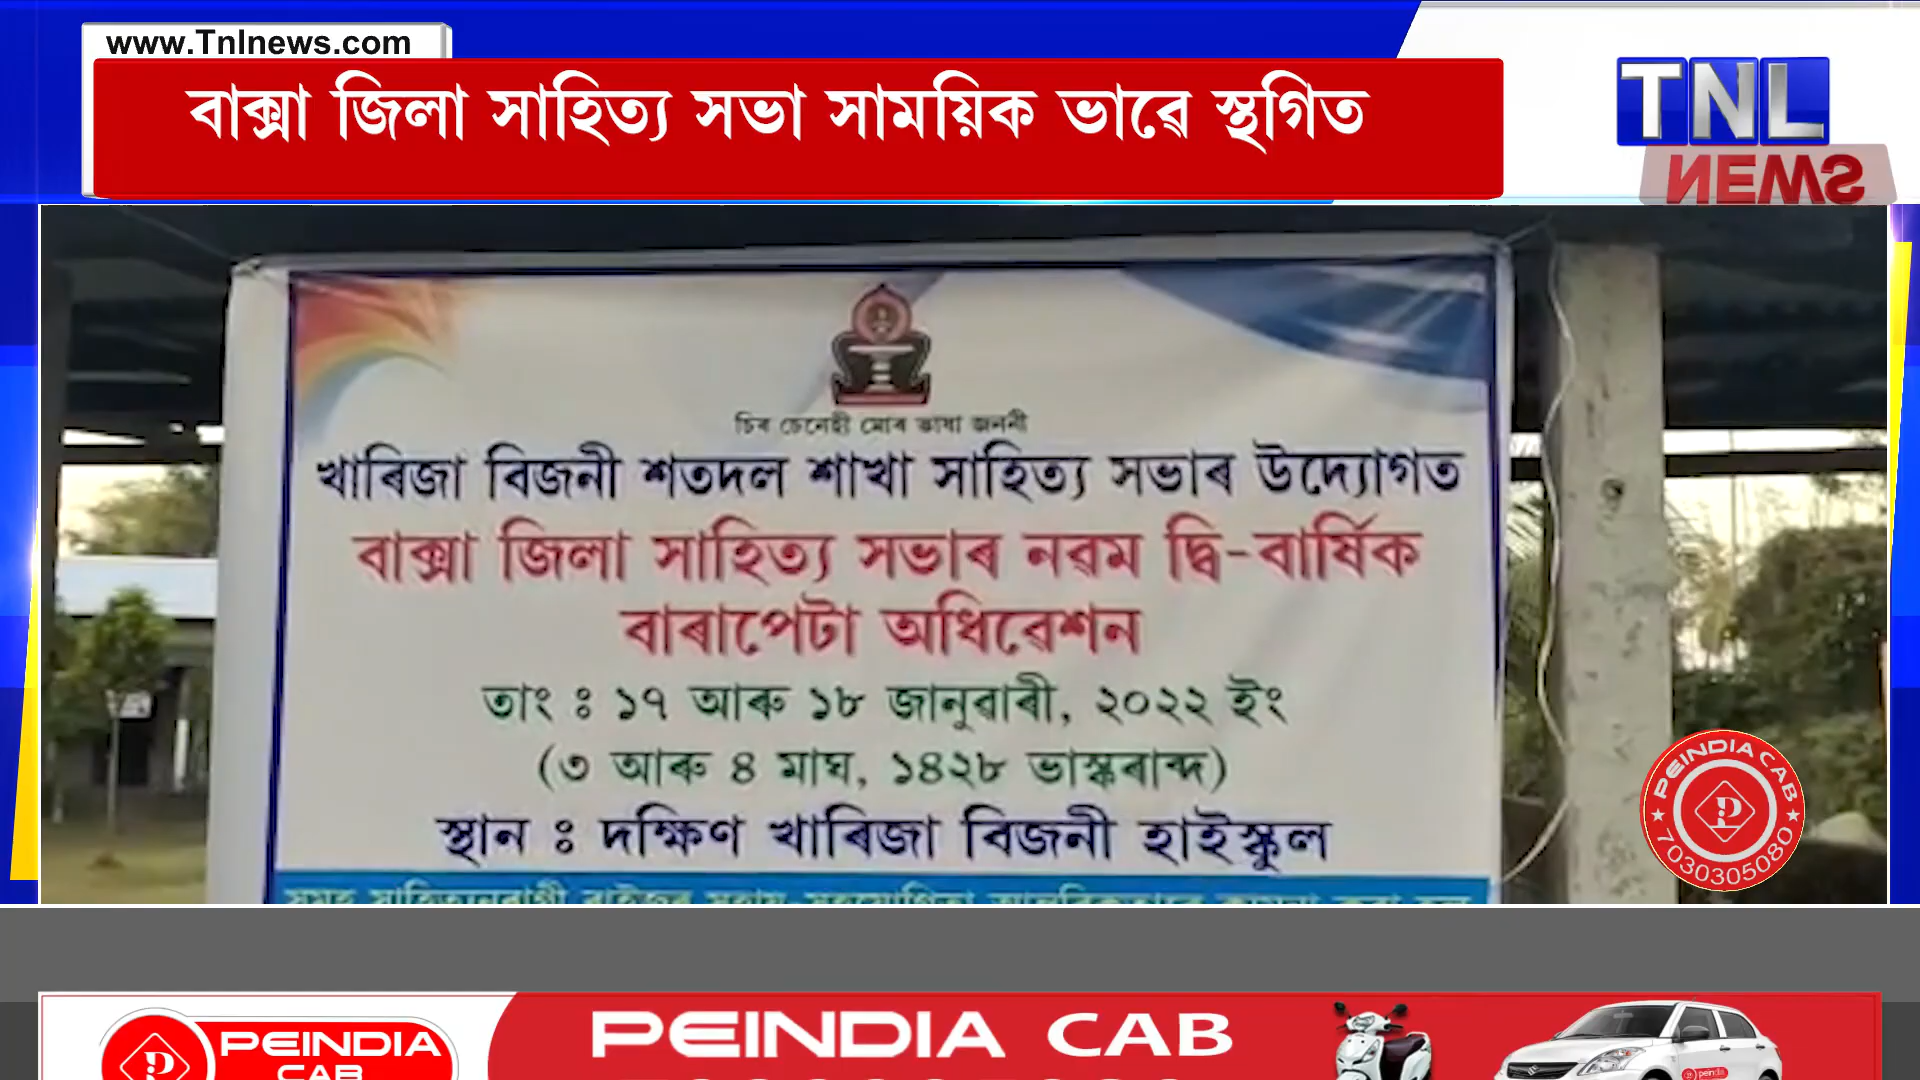 www.Tnlnews.com
বাক্সা জিলা সাহিত্য সভা সাময়িক ভাৱে স্থগিত
TNL
NEWS
চিৰ চেনেহী মোৰ ভাষা জননী
খাৰিজা বিজনী শতদল শাখা সাহিত্য সভাৰ উদ্যোগত
বাক্সা জিলা সাহিত্য সভাৰ নৱম দ্বি-বাৰ্ষিক
বাৰাপেটা অধিৱেশন
তাং ঃ ১৭ আৰু ১৮ জানুৱাৰী, ২০২২ ইং
(৩ আৰু ৪ মাঘ, ১৪২৮ ভাস্কৰাব্দ)
স্থান ঃ দক্ষিণ খাৰিজা বিজনী হাইস্কুল
PEINDIA CAB
7030305080
PEINDIA
CAB
PEINDIA CAB
peindia